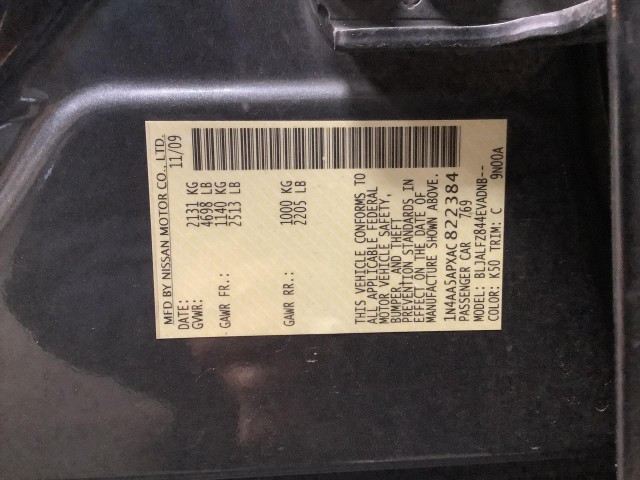 MFD BY NISSAN MOTOR CO., LTD.
DATE: 11/09
GVWR: 2131 KG
4698 LB
GAWR FR.: 1140 KG
2513 LB
GAWR RR.: 1000 KG
2205 LB
THIS VEHICLE CONFORMS TO
ALL APPLICABLE FEDERAL
MOTOR VEHICLE SAFETY,
BUMPER, AND THEFT
PREVENTION STANDARDS IN
EFFECT ON THE DATE OF
MANUFACTURE SHOWN ABOVE.
1N4AA5APXAC822384
PASSENGER CAR 769
MODEL: BLJALFZ844EVADNB--
COLOR: K50 TRIM: C 9N00A